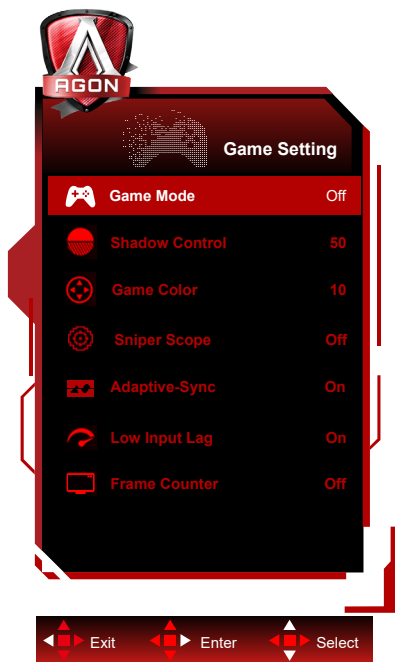 AGON
Game Setting
Game Mode Off
Shadow Control 50
Game Color 10
Sniper Scope Off
Adaptive-Sync On
Low Input Lag On
Frame Counter Off
Exit Enter Select